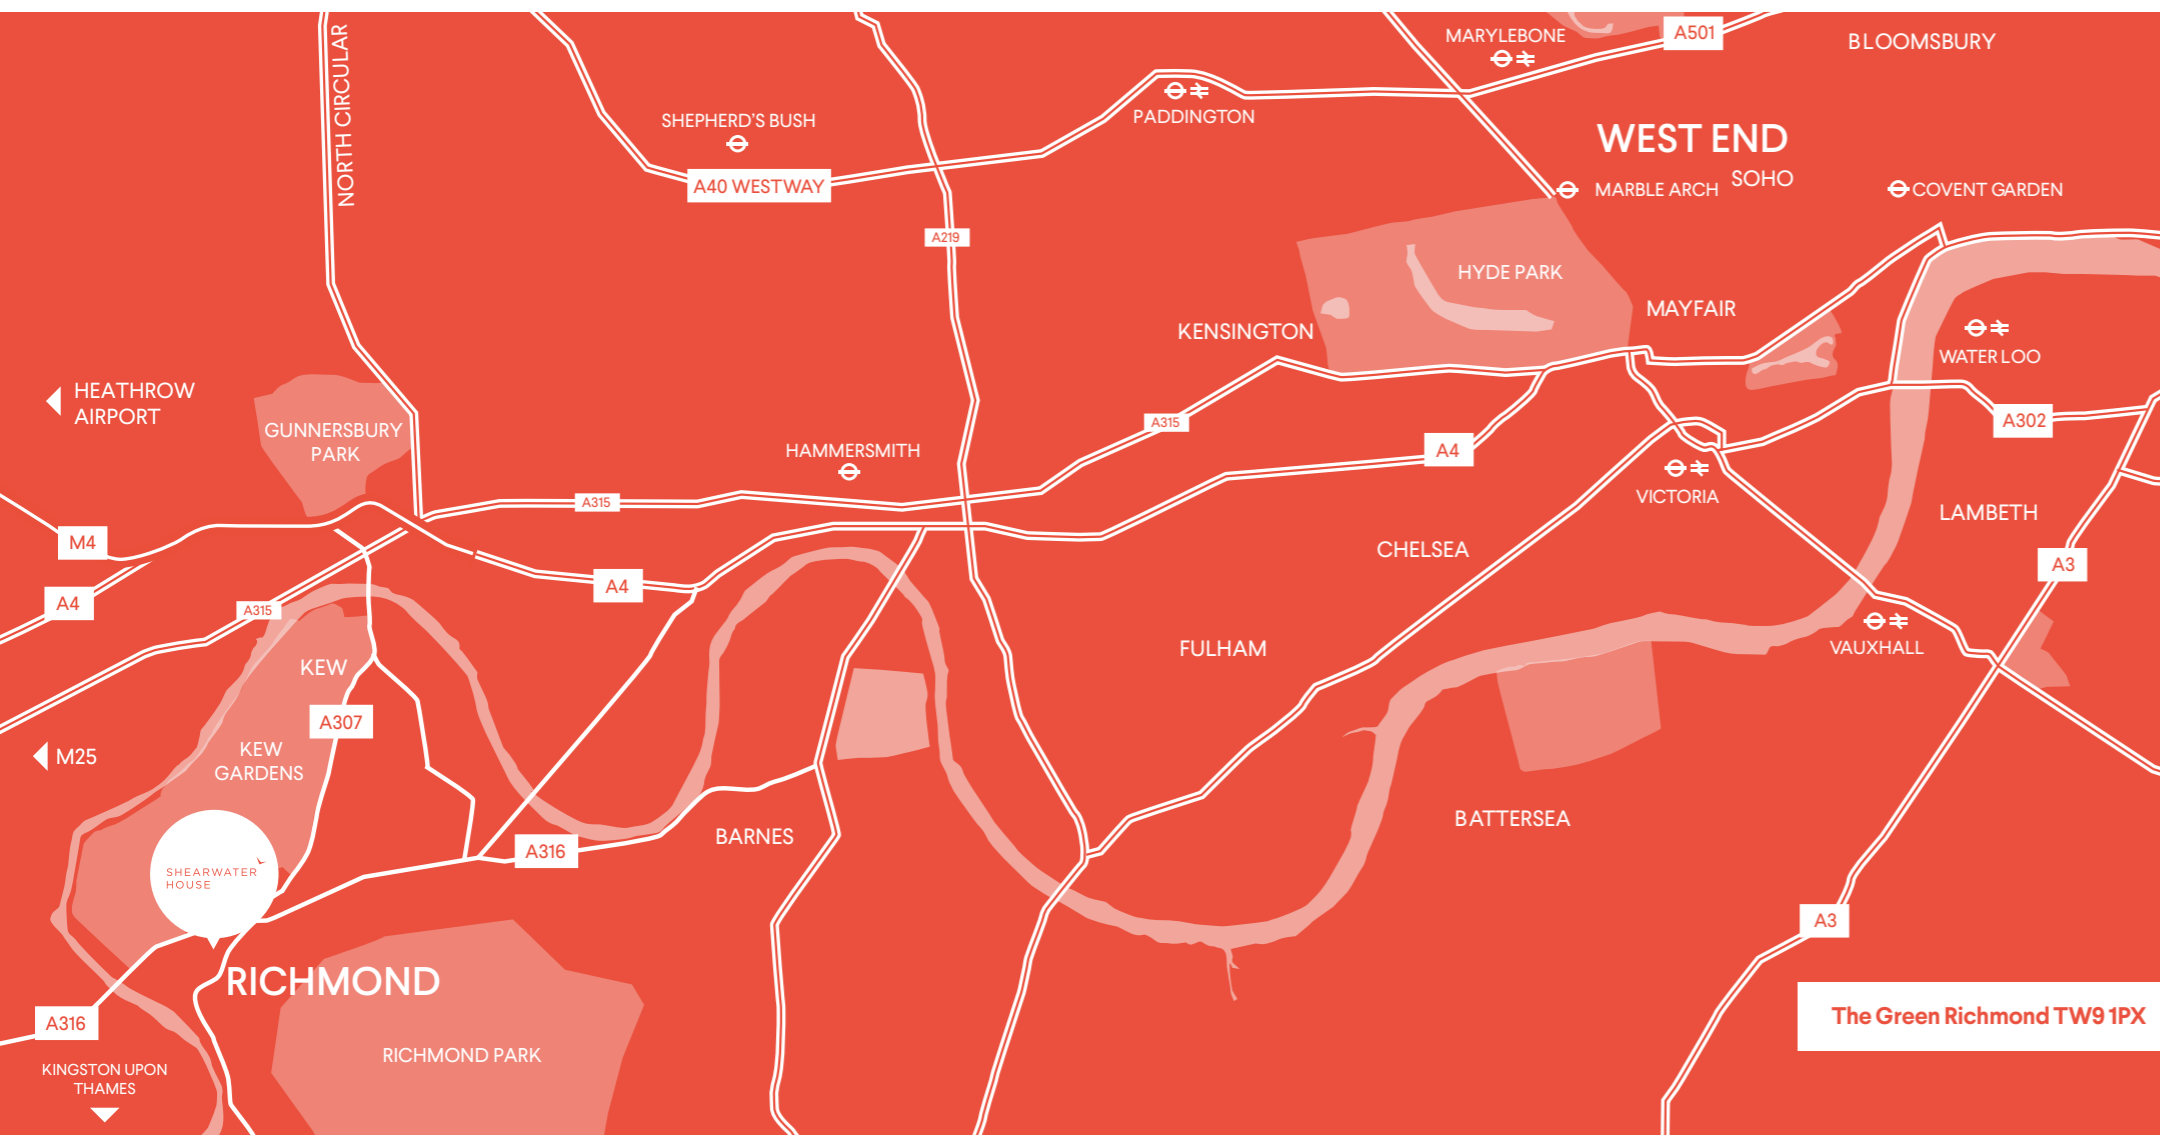 MARYLEBONE
A501
BLOOMSBURY
NORTH CIRCULAR
SHEPHERD'S BUSH
PADDINGTON
WEST END
A40 WESTWAY
MARBLE ARCH
SOHO
COVENT GARDEN
A219
HYDE PARK
MAYFAIR
KENSINGTON
WATERLOO
HEATHROW
AIRPORT
GUNNERSBURY
PARK
A315
A302
HAMMERSMITH
A4
A315
VICTORIA
LAMBETH
M4
CHELSEA
A3
A4
A4
A315
VAUXHALL
FULHAM
KEW
A307
M25
KEW
GARDENS
BATTERSEA
BARNES
A316
SHEARWATER
HOUSE
A3
RICHMOND
The Green Richmond TW9 1PX
A316
RICHMOND PARK
KINGSTON UPON
THAMES